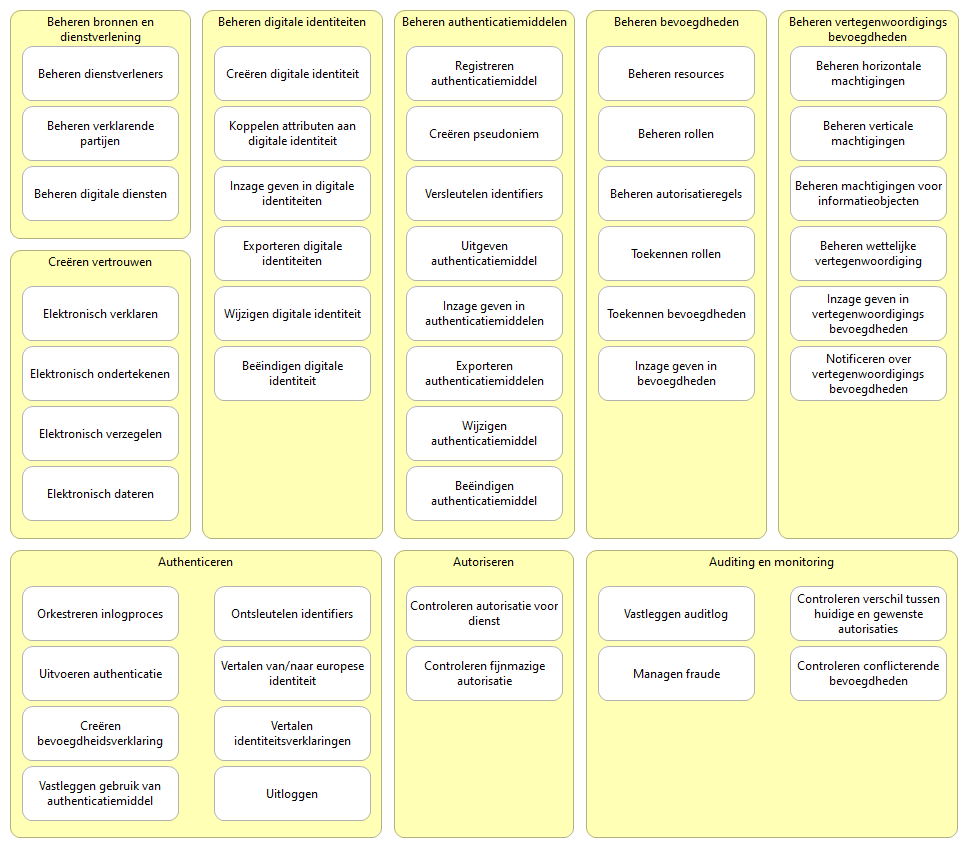 Beheren bronnen en
dienstverlening
Beheren dienstverleners
Beheren verklarende
partijen
Beheren digitale diensten
Creëren vertrouwen
Elektronisch verklaren
Elektronisch ondertekenen
Elektronisch verzegelen
Elektronisch dateren
Beheren digitale identiteiten
Creëren digitale identiteit
Koppelen attributen aan
digitale identiteit
Inzage geven in digitale
identiteiten
Exporteren digitale
identiteiten
Wijzigen digitale identiteit
Beëindigen digitale
identiteit
Beheren authenticatiemiddelen
Registreren
authenticatiemiddel
Creëren pseudoniem
Versleutelen identifiers
Uitgeven
authenticatiemiddel
Inzage geven in
authenticatiemiddelen
Exporteren
authenticatiemiddelen
Wijzigen
authenticatiemiddel
Beëindigen
authenticatiemiddel
Beheren bevoegdheden
Beheren resources
Beheren rollen
Beheren autorisatieregels
Toekennen rollen
Toekennen bevoegdheden
Inzage geven in
bevoegdheden
Beheren vertegenwoordigings
bevoegdheden
Beheren horizontale
machtigingen
Beheren verticale
machtigingen
Beheren machtigingen voor
informatieobjecten
Beheren wettelijke
vertegenwoordiging
Inzage geven in
vertegenwoordigings
bevoegdheden
Notificeren over
vertegenwoordigings
bevoegdheden
Authenticeren
Orkestreren inlogproces
Uitvoeren authenticatie
Creëren
bevoegdheidsverklaring
Vastleggen gebruik van
authenticatiemiddel
Ontsleutelen identifiers
Vertalen van/naar europese
identiteit
Vertalen
identiteitsverklaringen
Uitloggen
Autoriseren
Controleren autorisatie voor
dienst
Controleren fijnmazige
autorisatie
Auditing en monitoring
Vastleggen auditlog
Managen fraude
Controleren verschil tussen
huidige en gewenste
autorisaties
Controleren conflicterende
bevoegdheden